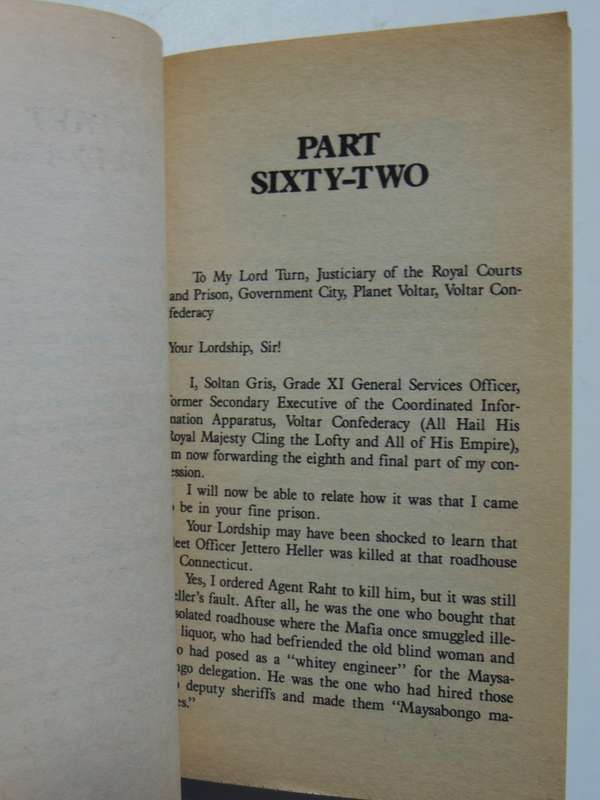 PART
SIXTY-TWO
To My Lord Turn, Justiciary of the Royal Courts
and Prison, Government City, Planet Voltar, Voltar Con-
federacy
Your Lordship, Sir!
I, Soltan Gris, Grade XI General Services Officer,
former Secondary Executive of the Coordinated Infor-
mation Apparatus, Voltar Confederacy (All Hail His
Royal Majesty Cling the Lofty and All of His Empire),
am now forwarding the eighth and final part of my con-
fession.
I will now be able to relate how it was that I came
to be in your fine prison.
Your Lordship may have been shocked to learn that
Fleet Officer Jettero Heller was killed at that roadhouse
Connecticut.
Yes, I ordered Agent Raht to kill him, but it was still
Heller's fault. After all, he was the one who bought that
isolated roadhouse where the Mafia once smuggled ille-
liquor, who had befriended the old blind woman and
had posed as a "whitey engineer" for the Maysa-
bongo delegation. He was the one who had hired those
deputy sheriffs and made them "Maysabongo ma-